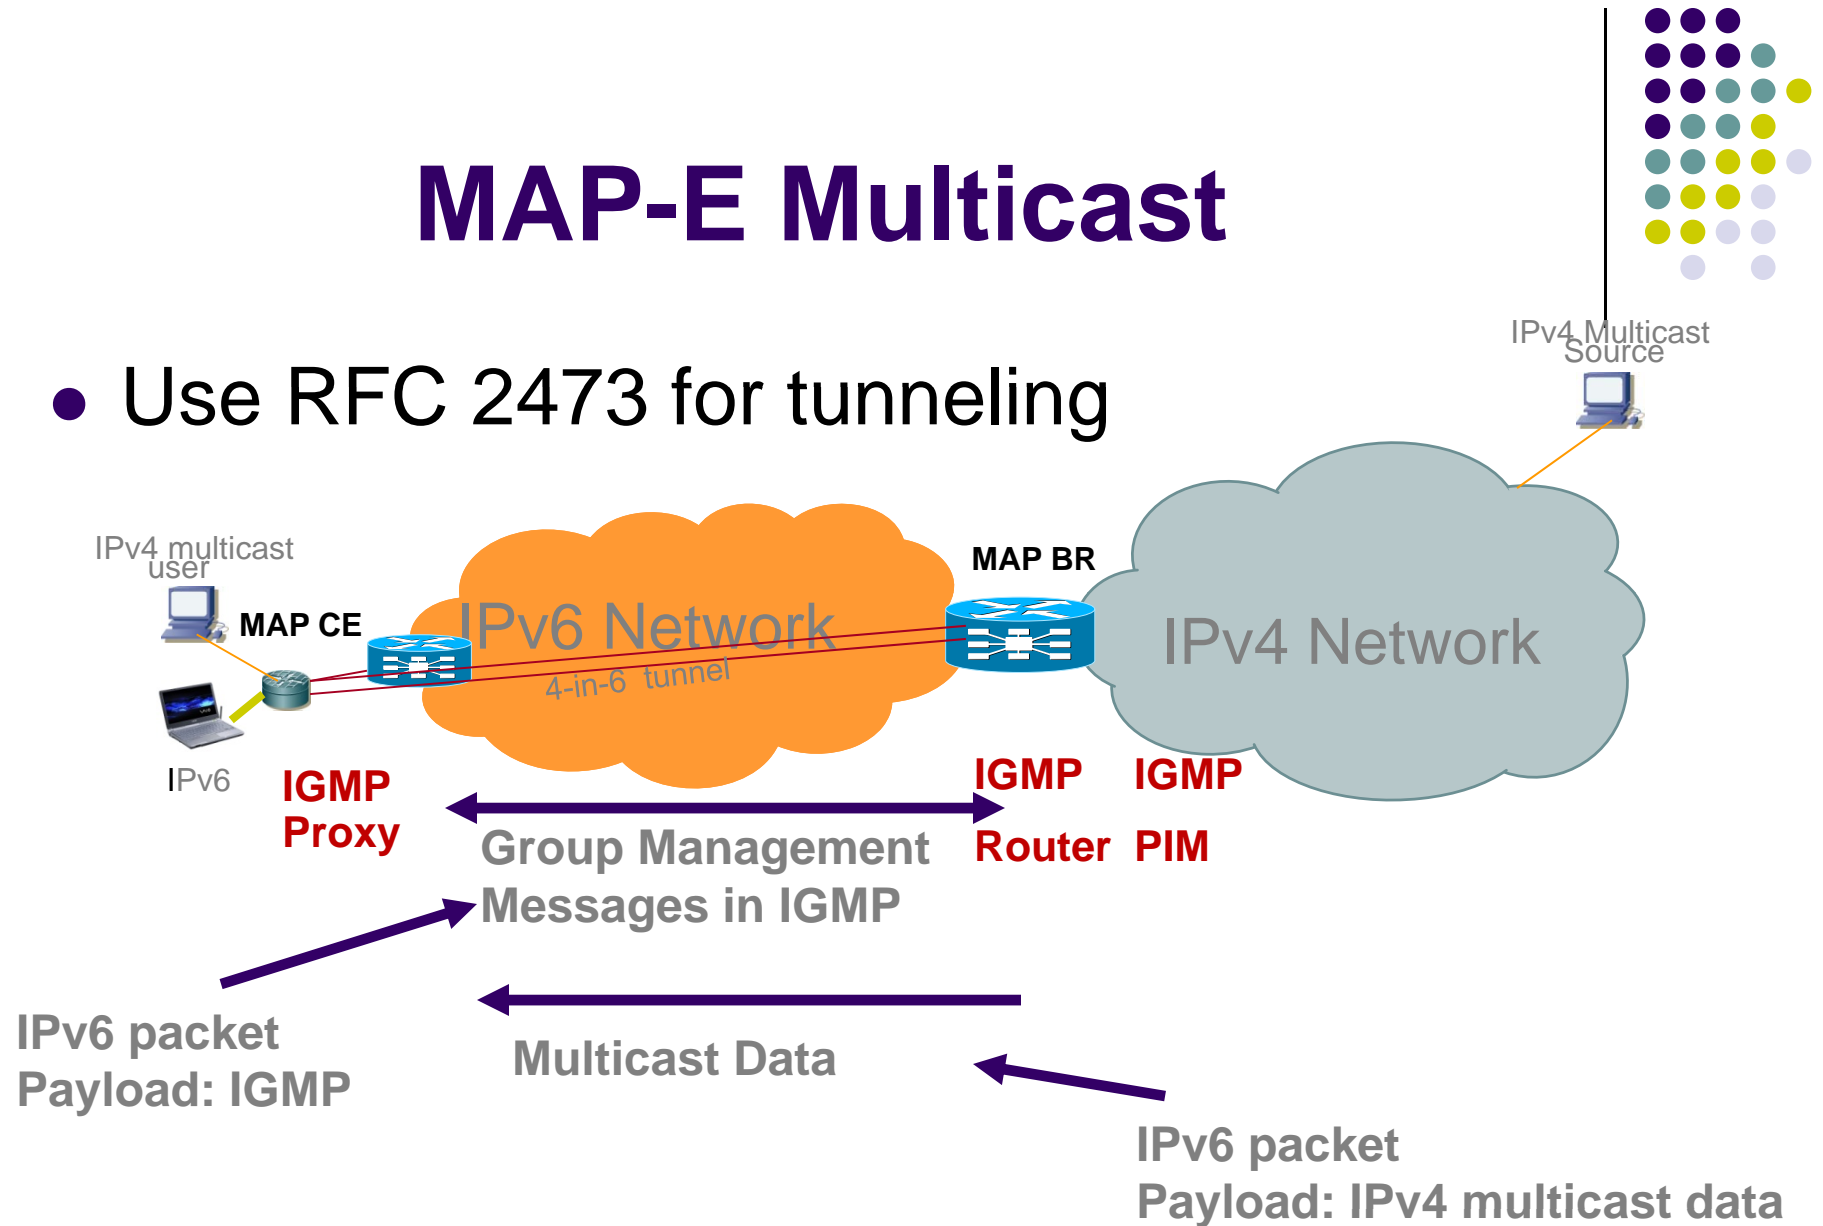 MAP-E Multicast
Use RFC 2473 for tunneling
IPv4 Multicast
Source
IPv4 multicast
user
MAP CE
MAP BR
IPv6 Network
4-in-6 tunnel
IPv4 Network
IPv6
IGMP
Proxy
IGMP
Router
IGMP
PIM
Group Management
Messages in IGMP
IPv6 packet
Payload: IGMP
Multicast Data
IPv6 packet
Payload: IPv4 multicast data